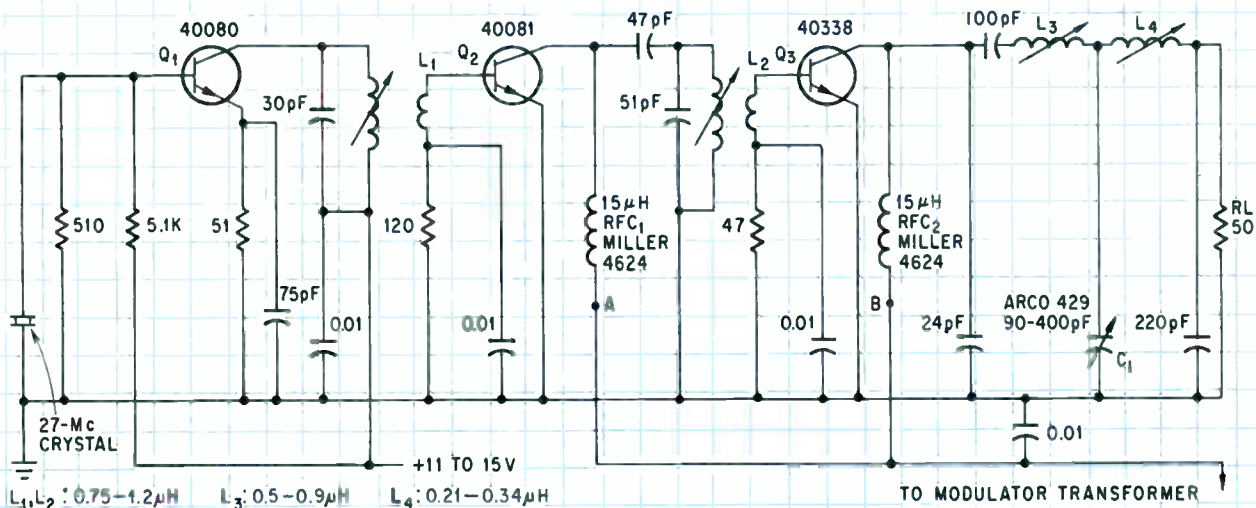 40080
40081
40338
Q1
Q2
Q3
L1
L2
L3
L4
47pF
100pF
30pF
51pF
510
5.1K
51
120
47
15µH
RFC1
MILLER
4624
15µH
RFC2
MILLER
4624
RL
50
75pF
0.01
0.01
A
0.01
B
24pF
ARCO 429
90-400pF
C1
220pF
27-Mc
CRYSTAL
+11 TO 15V
0.01
L1,L2: 0.75-1.2µH L3: 0.5-0.9µH L4: 0.21-0.34µH
TO MODULATOR TRANSFORMER